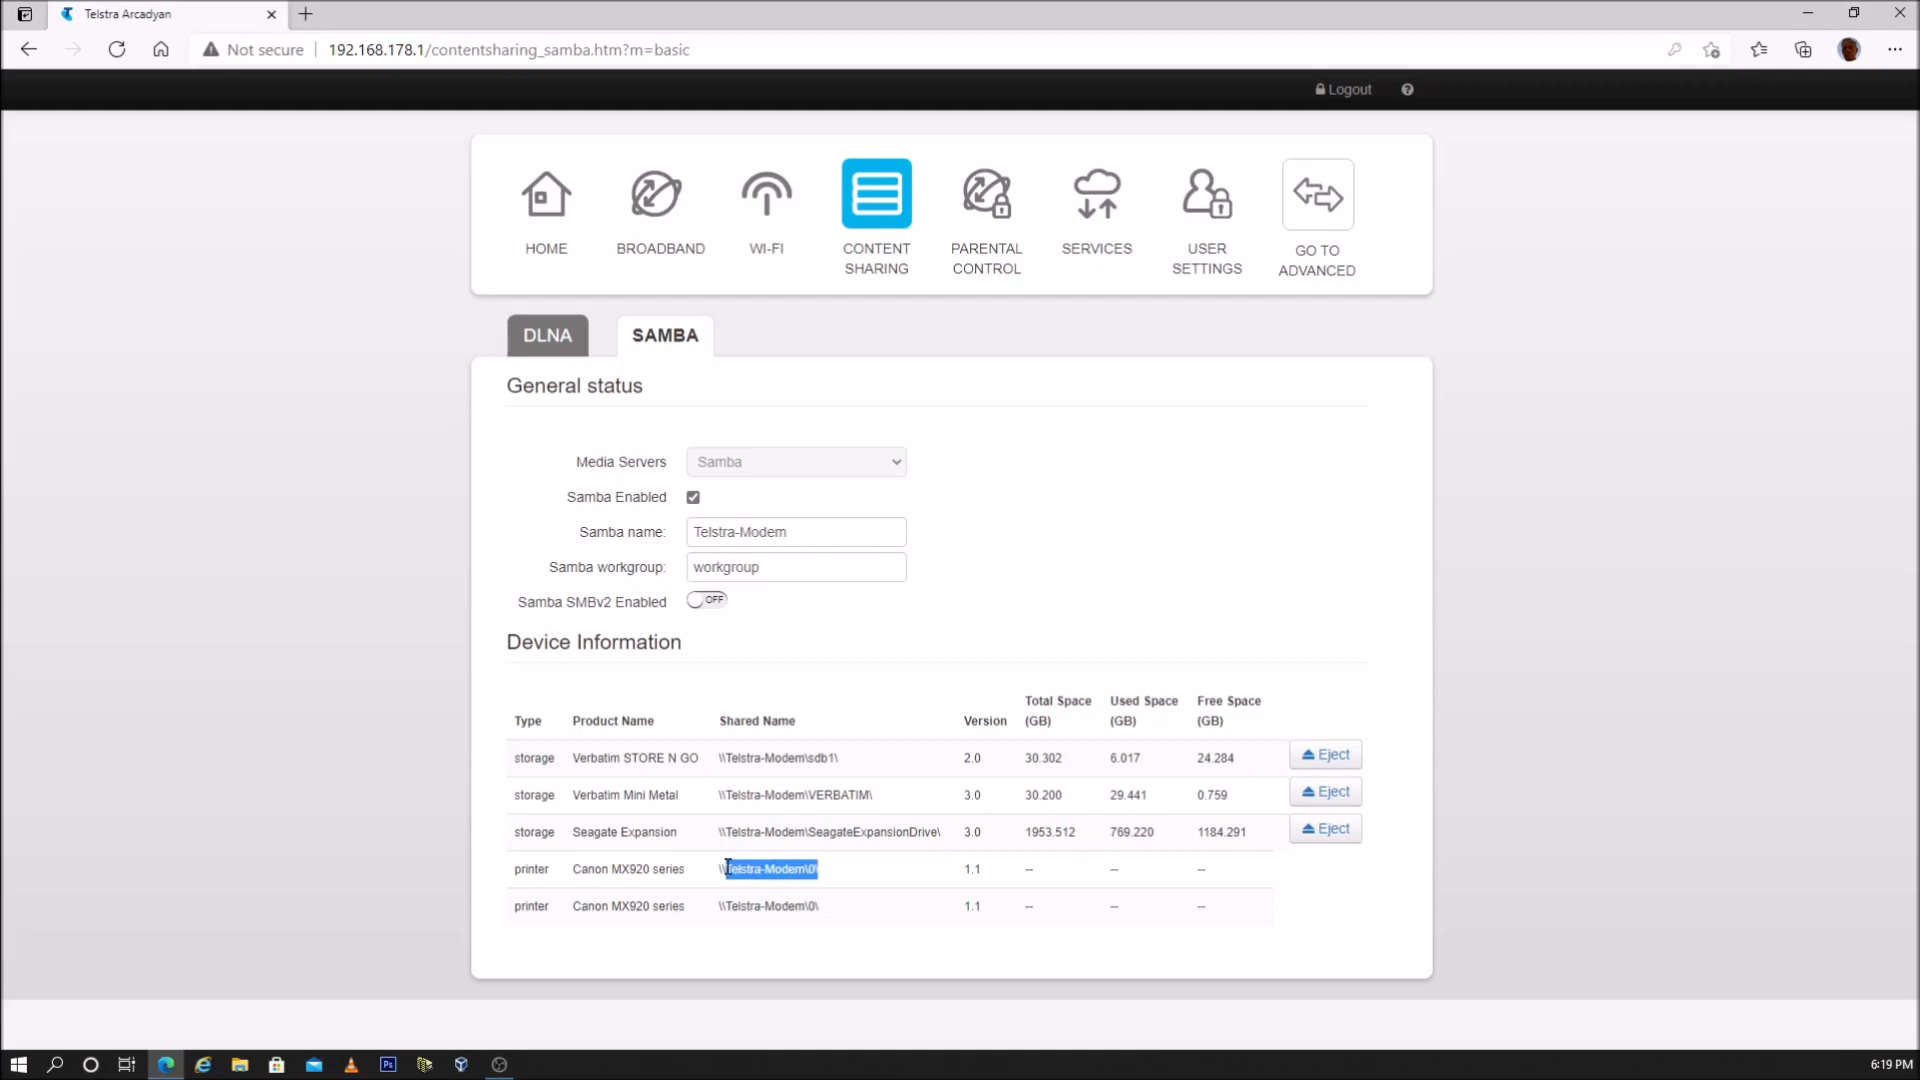 Telstra Arcadyan
Not secure
192.168.178.1/contentsharing_samba.htm?m=basic
Logout
HOME
BROADBAND
WI-FI
CONTENT SHARING
PARENTAL CONTROL
SERVICES
USER SETTINGS
GO TO ADVANCED
DLNA
SAMBA
General status
Media Servers Samba
Samba Enabled
Samba name: Telstra-Modem
Samba workgroup: workgroup
Samba SMBv2 Enabled OFF
Device Information
Type Product Name Shared Name Version Total Space (GB) Used Space (GB) Free Space (GB)
storage Verbatim STORE N GO \\Telstra-Modem\sdb1\ 2.0 30.302 6.017 24.284 Eject
storage Verbatim Mini Metal \\Telstra-Modem\VERBATIM\ 3.0 30.200 29.441 0.759 Eject
storage Seagate Expansion \\Telstra-Modem\SeagateExpansionDrive\ 3.0 1953.512 769.220 1184.291 Eject
printer Canon MX920 series \\Telstra-Modem\0\ 1.1 -- -- --
printer Canon MX920 series \\Telstra-Modem\0\ 1.1 -- -- --
Ps
6:19 PM